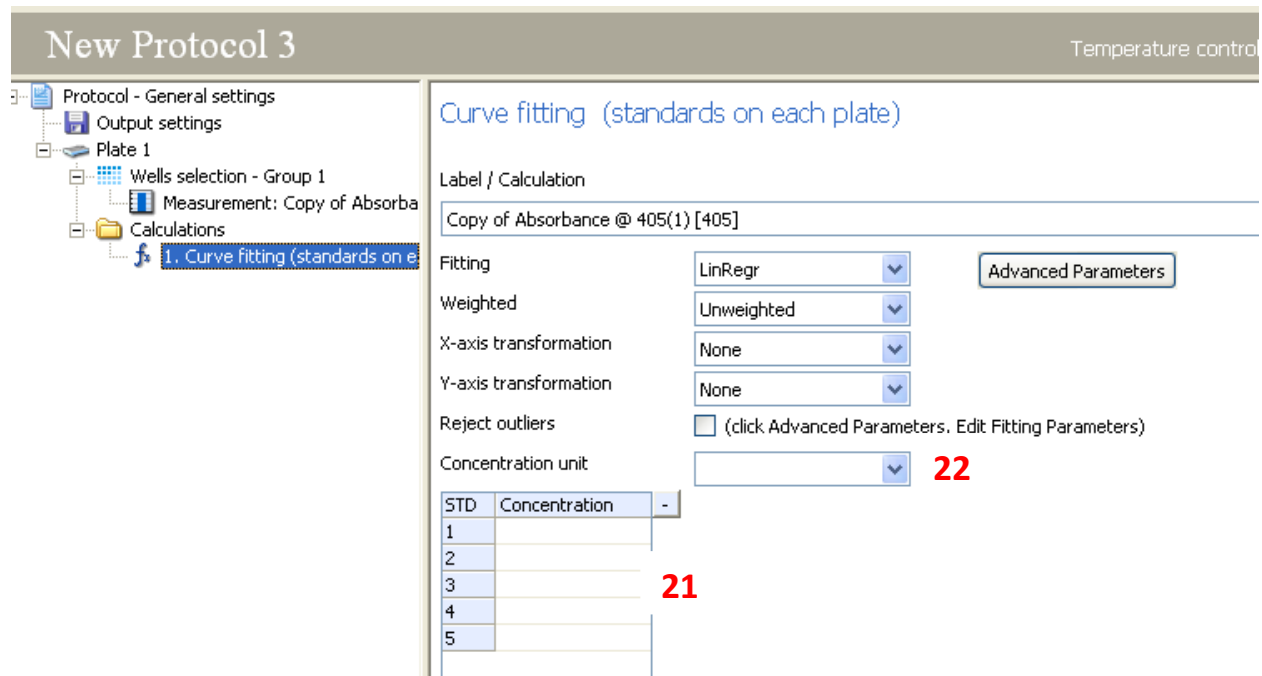 New Protocol 3
Temperature control
Protocol - General settings
Output settings
Plate 1
Wells selection - Group 1
Measurement: Copy of Absorba
Calculations
1. Curve fitting (standards on e
Curve fitting (standards on each plate)
Label / Calculation
Copy of Absorbance @ 405(1) [405]
Fitting
LinRegr
Advanced Parameters
Weighted
Unweighted
X-axis transformation
None
Y-axis transformation
None
Reject outliers
(click Advanced Parameters. Edit Fitting Parameters)
Concentration unit
22
STD Concentration -
1
2
3
21
4
5